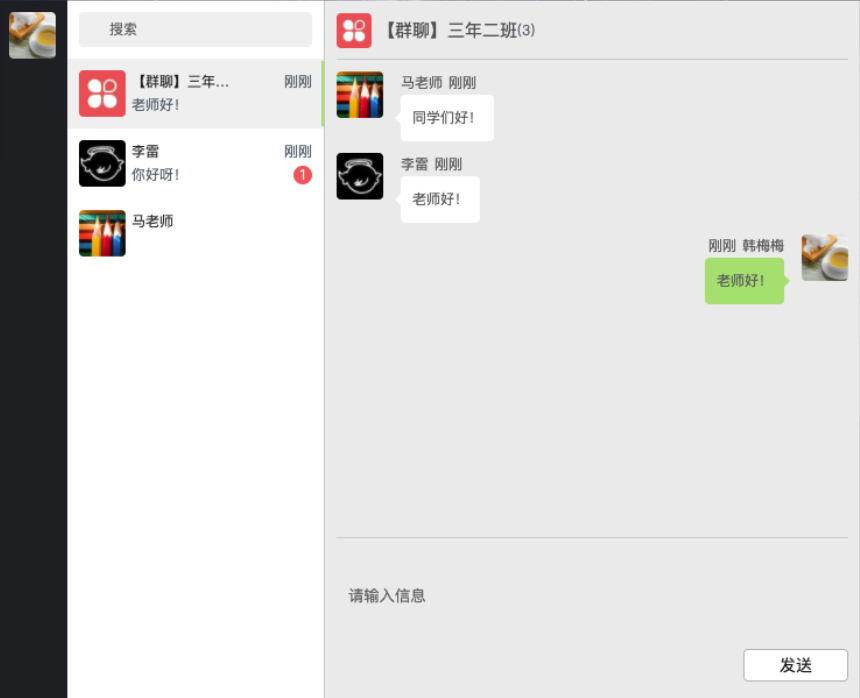 搜索
【群聊】三年... 刚刚
老师好!
李雷 刚刚
你好呀! 1
马老师
【群聊】三年二班(3)
马老师 刚刚
同学们好!
李雷 刚刚
老师好!
刚刚 韩梅梅
老师好!
请输入信息
发送